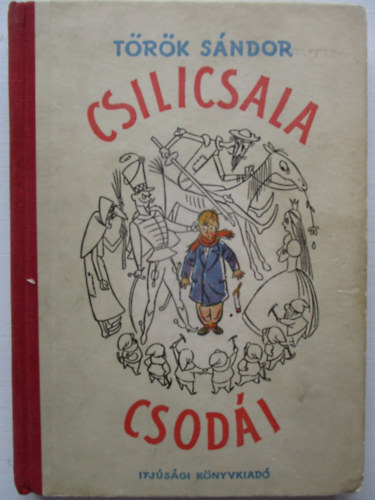 TÖRÖK SÁNDOR
CSILICSALA
CSODÁI
IFJÚSÁGI KÖNYVKIADÓ